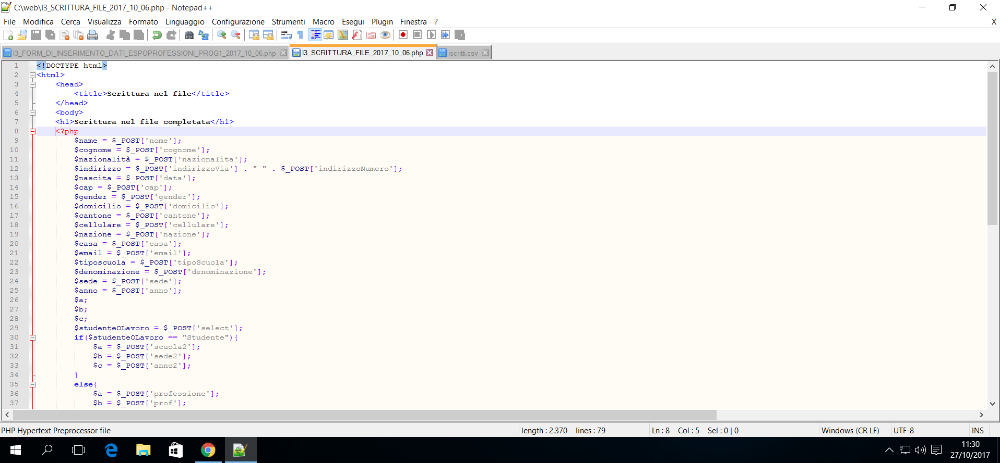 C:\web\I3_SCRITTURA_FILE_2017_10_06.php - Notepad++
File Modifica Cerca Visualizza Formato Linguaggio Configurazione Strumenti Macro Esegui Plugin Finestra ? X
I3_FORM_DI_INSERIMENTO_DATI_ESPOPROFESSIONI_PROG1_2017_10_06.php I3_SCRITTURA_FILE_2017_10_06.php iscritti.csv
1 <!DOCTYPE html>
2 <html>
3 <head>
4 <title>Scrittura nel file</title>
5 </head>
6 <body>
7 <h1>Scrittura nel file completata</h1>
8 <?php
9 $name = $_POST['nome'];
10 $cognome = $_POST['cognome'];
11 $nazionalità = $_POST['nazionalita'];
12 $indirizzo = $_POST['indirizzoVia'] . " " . $_POST['indirizzoNumero'];
13 $nascita = $_POST['data'];
14 $cap = $_POST['cap'];
15 $gender = $_POST['gender'];
16 $domicilio = $_POST['domicilio'];
17 $cantone = $_POST['cantone'];
18 $cellulare = $_POST['cellulare'];
19 $nazione = $_POST['nazione'];
20 $casa = $_POST['casa'];
21 $email = $_POST['email'];
22 $tiposcuola = $_POST['tipoScuola'];
23 $denominazione = $_POST['denominazione'];
24 $sede = $_POST['sede'];
25 $anno = $_POST['anno'];
26 $a;
27 $b;
28 $c;
29 $studenteOLavoro = $_POST['select'];
30 if($studenteOLavoro == "Studente"){
31 $a = $_POST['scuola2'];
32 $b = $_POST['sede2'];
33 $c = $_POST['anno2'];
34 }
35 else{
36 $a = $_POST['professione'];
37 $b = $_POST['prof'];
PHP Hypertext Preprocessor file length : 2.370 lines : 79 Ln : 8 Col : 5 Sel : 0 | 0 Windows (CR LF) UTF-8 INS
11:30
27/10/2017